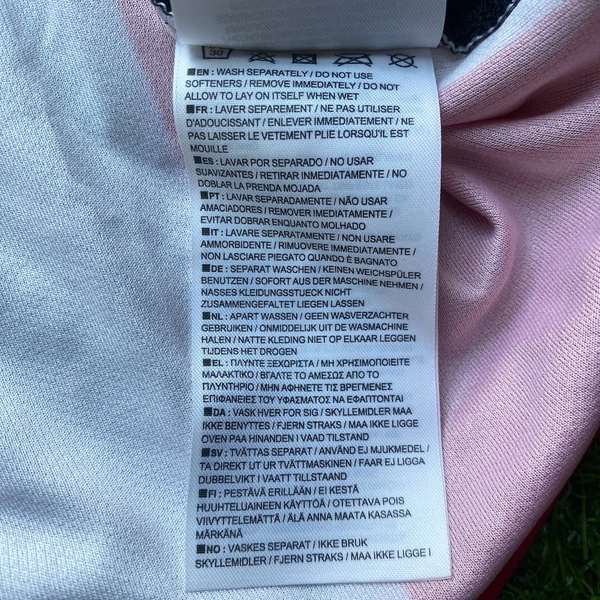 30
EN : WASH SEPARATELY / DO NOT USE
SOFTENERS / REMOVE IMMEDIATELY / DO NOT
ALLOW TO LAY ON ITSELF WHEN WET
FR : LAVER SEPAREMENT / NE PAS UTILISER
D'ADOUCISSANT / ENLEVER IMMEDIATEMENT / NE
PAS LAISSER LE VETEMENT PLIE LORSQU'IL EST
MOUILLE
ES : LAVAR POR SEPARADO / NO USAR
SUAVIZANTES / RETIRAR INMEDIATAMENTE / NO
DOBLAR LA PRENDA MOJADA
PT : LAVAR SEPARADAMENTE / NÃO USAR
AMACIADORES / REMOVER IMEDIATAMENTE /
EVITAR DOBRAR ENQUANTO MOLHADO
IT : LAVARE SEPARATAMENTE / NON USARE
AMMORBIDENTE / RIMUOVERE IMMEDIATAMENTE /
NON LASCIARE PIEGATO QUANDO È BAGNATO
DE : SEPARAT WASCHEN / KEINEN WEICHSPÜLER
BENUTZEN / SOFORT AUS DER MASCHINE NEHMEN /
NASSES KLEIDUNGSSTUECK NICHT
ZUSAMMENGEFALTET LIEGEN LASSEN
NL : APART WASSEN / GEEN WASVERZACHTER
GEBRUIKEN / ONMIDDELIJK UIT DE WASMACHINE
HALEN / NATTE KLEDING NIET OP ELKAAR LEGGEN
TIJDENS HET DROGEN
EL : ΠΛΥΝΤΕ ΞΕΧΩΡΙΣΤΑ / ΜΗ ΧΡΗΣΙΜΟΠΟΙΕΙΤΕ
ΜΑΛΑΚΤΙΚΟ / ΒΓΑΛΤΕ ΤΟ ΑΜΕΣΩΣ ΑΠΟ ΤΟ
ΠΛΥΝΤΗΡΙΟ / ΜΗΝ ΑΦΗΝΕΤΕ ΤΙΣ ΒΡΕΓΜΕΝΕΣ
ΕΠΙΦΑΝΕΙΕΣ ΤΟΥ ΥΦΑΣΜΑΤΟΣ ΝΑ ΕΦΑΠΤΟΝΤΑΙ
DA : VASK HVER FOR SIG / SKYLLEMIDLER MAA
IKKE BENYTTES / FJERN STRAKS / MAA IKKE LIGGE
OVEN PAA HINANDEN I VAAD TILSTAND
SV : TVÄTTAS SEPARAT / ANVÄND EJ MJUKMEDEL /
TA DIREKT UT UR TVÄTTMASKINEN / FAAR EJ LIGGA
DUBBELVIKT I VAATT TILLSTAAND
FI : PESTÄVÄ ERILLÄÄN / EI KESTÄ
HUUHTELUAINEEN KÄYTTÖÄ / OTETTAVA POIS
VIIVYTTELEMÄTTÄ / ÄLÄ ANNA MAATA KASASSA
MÄRKÄNÄ
NO : VASKES SEPARAT / IKKE BRUK
SKYLLEMIDLER / FJERN STRAKS / MAA IKKE LIGGE I